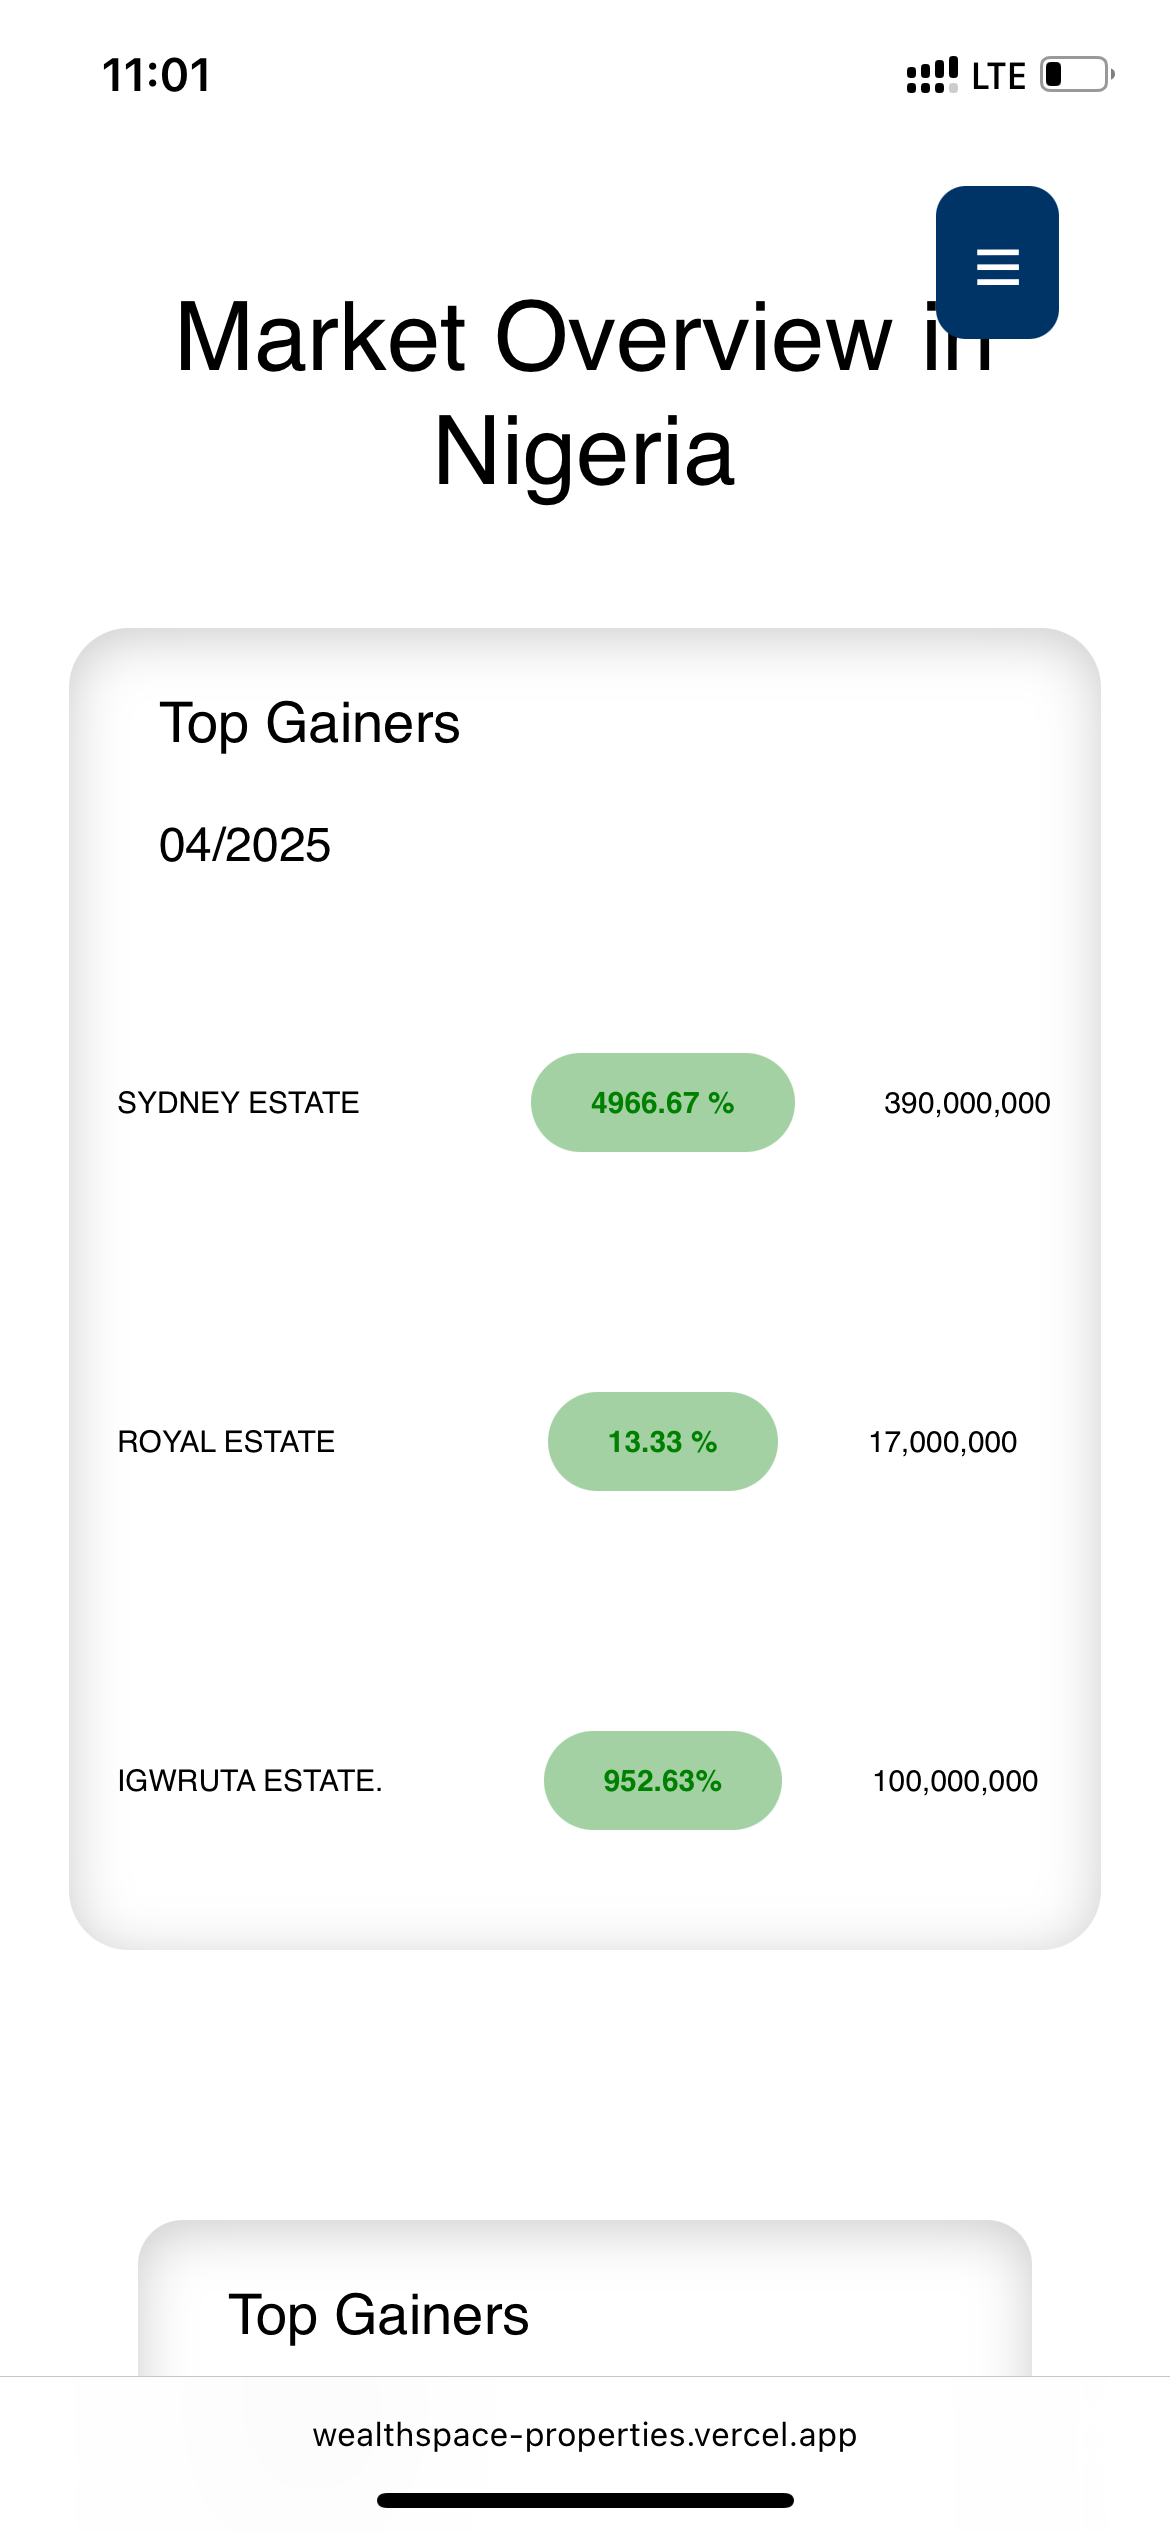 11:01 LTE
Market Overview in
Nigeria
Top Gainers
04/2025
SYDNEY ESTATE 4966.67 % 390,000,000
ROYAL ESTATE 13.33 % 17,000,000
IGWRUTA ESTATE. 952.63% 100,000,000
Top Gainers
wealthspace-properties.vercel.app